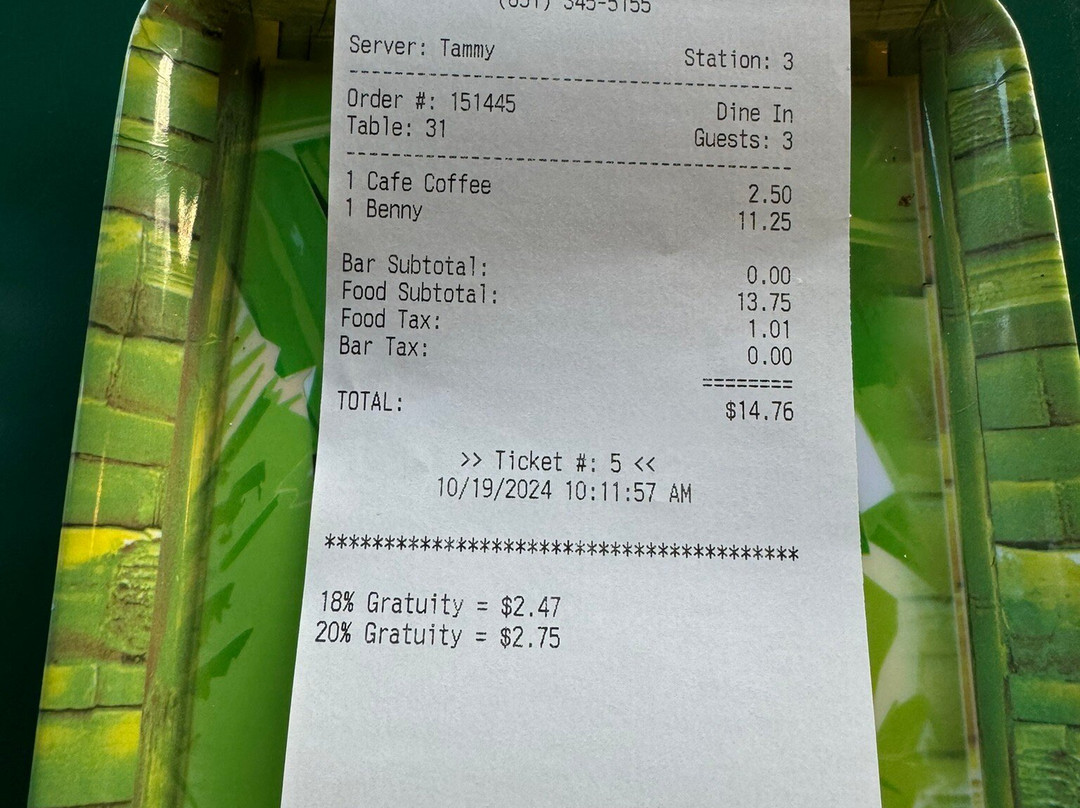 (651) 345-5155
Server: Tammy Station: 3
Order #: 151445 Dine In
Table: 31 Guests: 3
1 Cafe Coffee 2.50
1 Benny 11.25
Bar Subtotal: 0.00
Food Subtotal: 13.75
Food Tax: 1.01
Bar Tax: 0.00
========
TOTAL: $14.76
>> Ticket #: 5 <<
10/19/2024 10:11:57 AM
***************************************
18% Gratuity = $2.47
20% Gratuity = $2.75